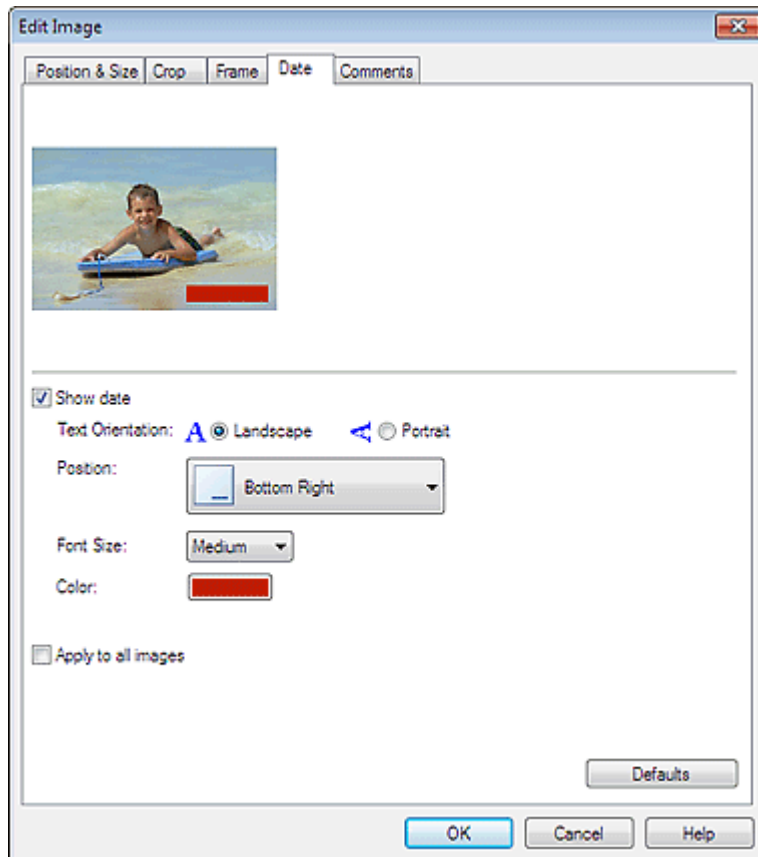 Edit Image
Position & Size Crop Frame Date Comments
Show date
Text Orientation: A Landscape A Portrait
Position: Bottom Right
Font Size: Medium
Color:
Apply to all images
Defaults
OK Cancel Help